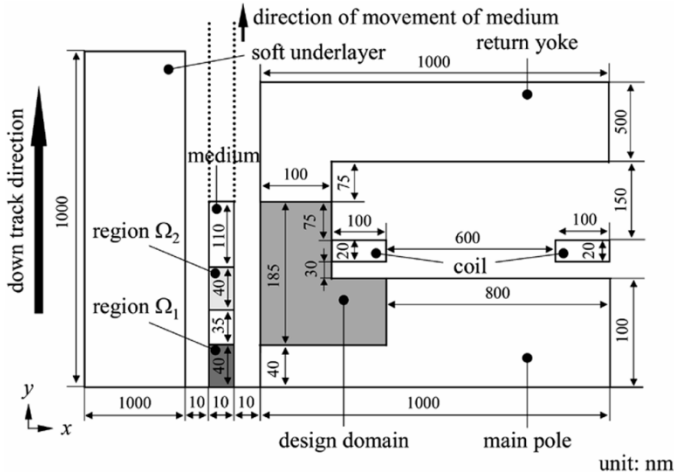 direction of movement of medium
soft underlayer
return yoke
1000
down track direction
1000
medium
100
75
500
150
region Ω2
110
75
100
100
600
20
20
coil
40
185
30
800
region Ω1
35
100
40
40
y
x
1000
10
10
10
1000
design domain
main pole
unit: nm